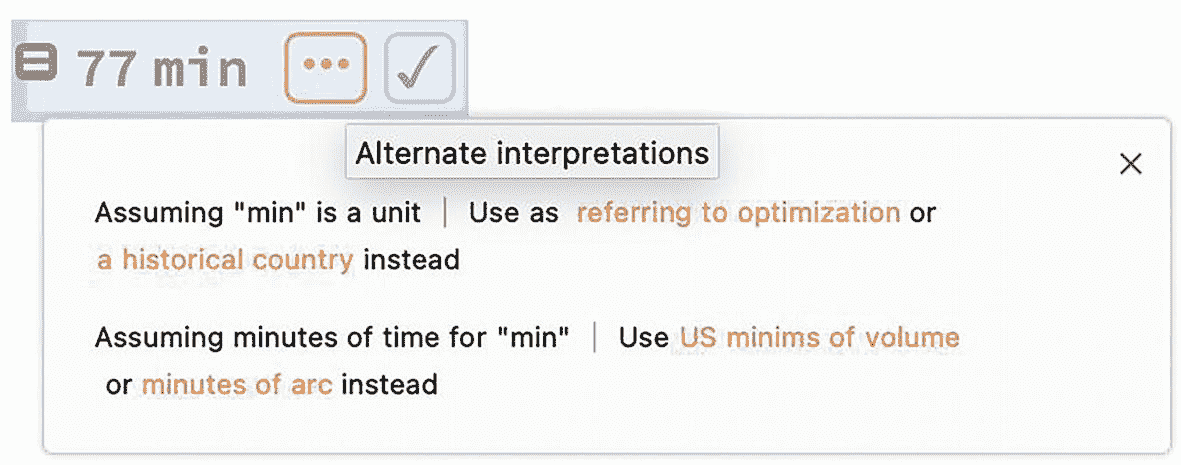 77 min
Alternate interpretations
Assuming "min" is a unit | Use as referring to optimization or
a historical country instead
Assuming minutes of time for "min" | Use US minims of volume
or minutes of arc instead